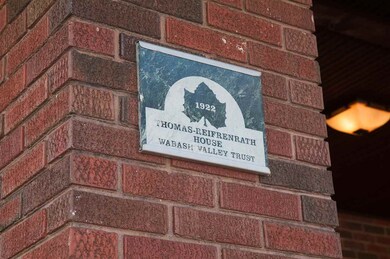 1922
THOMAS-REIFENRATH
HOUSE
WABASH VALLEY TRUST